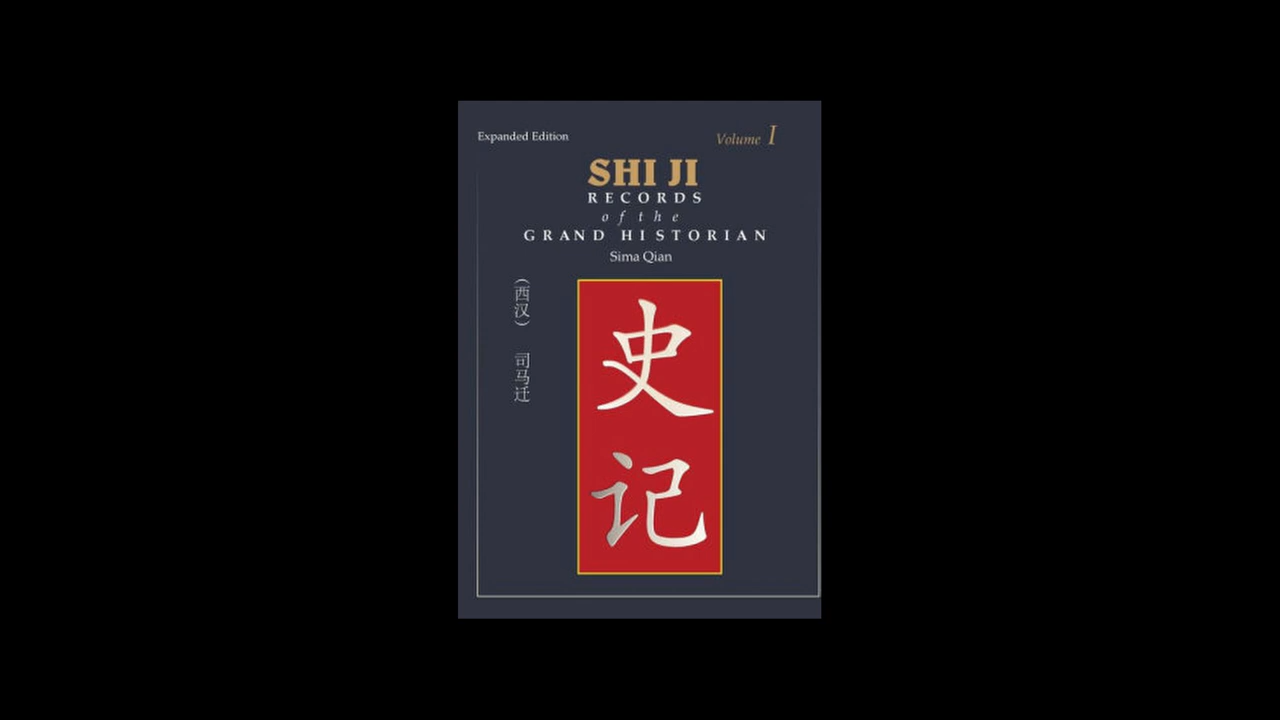 Expanded Edition
Volume I
SHI JI
RECORDS
of the
GRAND HISTORIAN
Sima Qian
（西汉） 司马迁
史记